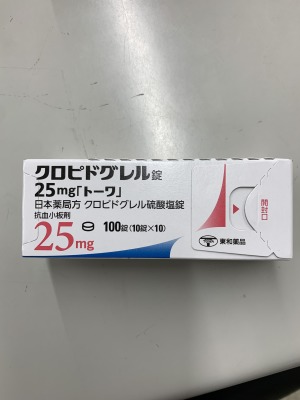 クロピドグレル錠
25mg「トーワ」
日本薬局方 クロピドグレル硫酸塩錠
抗血小板剤
25mg
100錠(10錠×10)
開封口
東和薬品